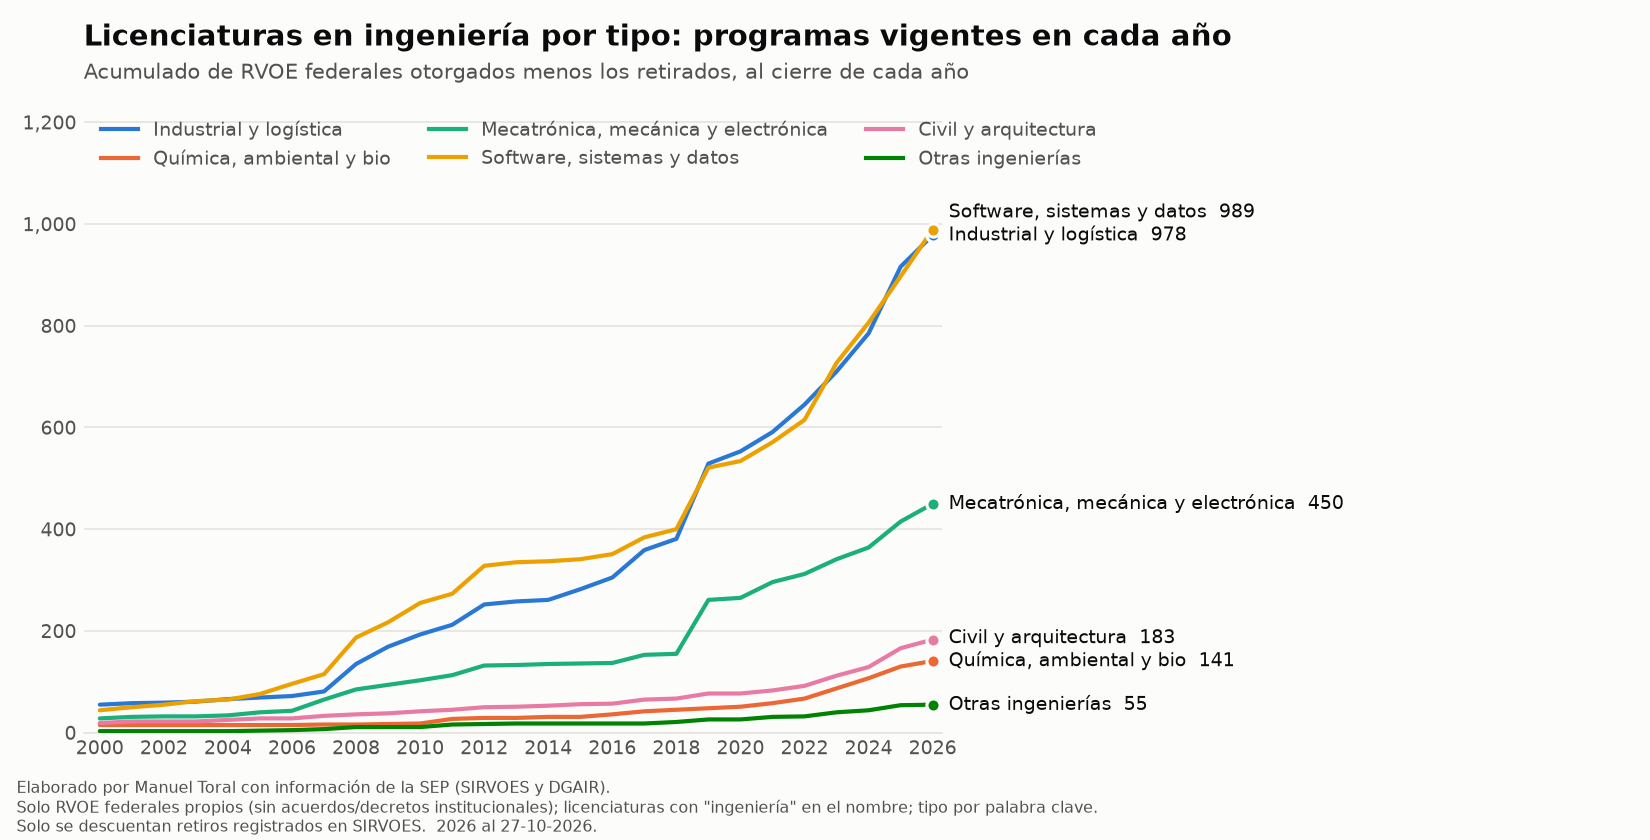 Licenciaturas en ingeniería por tipo: programas vigentes en cada año
Acumulado de RVOE federales otorgados menos los retirados, al cierre de cada año
Industrial y logística
Mecatrónica, mecánica y electrónica
Civil y arquitectura
Química, ambiental y bio
Software, sistemas y datos
Otras ingenierías
1,200
1,000
800
600
400
200
0
Software, sistemas y datos 989
Industrial y logística 978
Mecatrónica, mecánica y electrónica 450
Civil y arquitectura 183
Química, ambiental y bio 141
Otras ingenierías 55
2000 2002 2004 2006 2008 2010 2012 2014 2016 2018 2020 2022 2024 2026
Elaborado por Manuel Toral con información de la SEP (SIRVOES y DGAIR).
Solo RVOE federales propios (sin acuerdos/decretos institucionales); licenciaturas con "ingeniería" en el nombre; tipo por palabra clave.
Solo se descuentan retiros registrados en SIRVOES. 2026 al 27-10-2026.